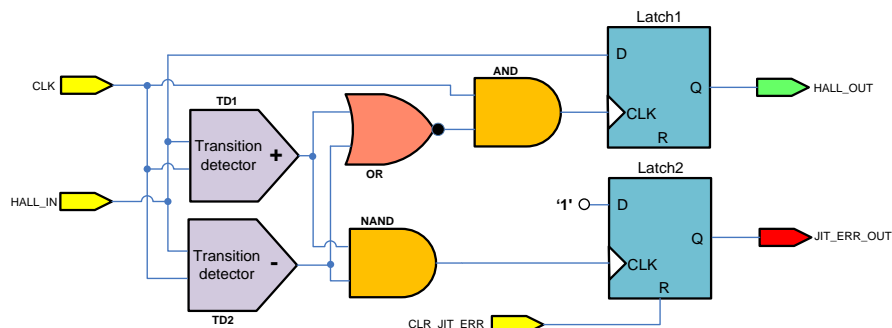 Latch1
AND
D
CLK
TD1
Q
HALL_OUT
CLK
Transition
detector
+
R
OR
Latch2
HALL_IN
NAND
'1'
D
Transition
detector
-
Q
JIT_ERR_OUT
CLK
R
TD2
CLR_JIT_ERR